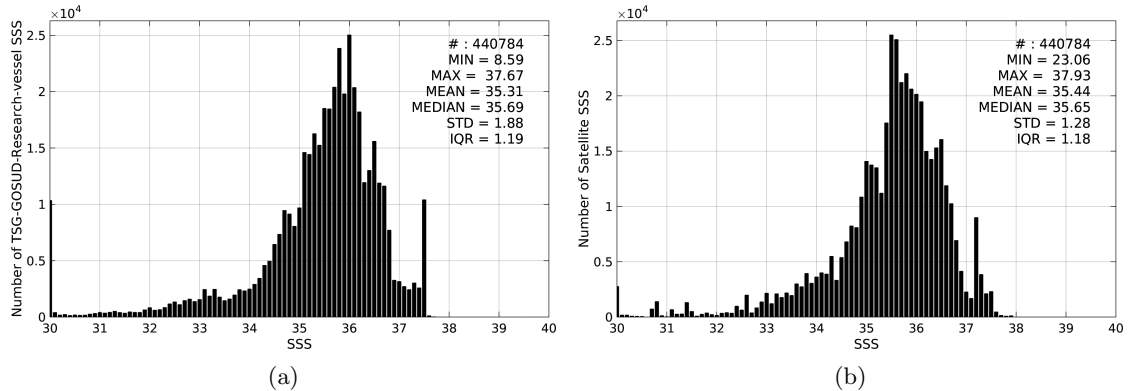 ×10⁴
Number of TSG-GOSUD-Research-vessel SSS
2.5
2
1.5
1
0.5
0
# : 440784
MIN = 8.59
MAX = 37.67
MEAN = 35.31
MEDIAN = 35.69
STD = 1.88
IQR = 1.19
30 31 32 33 34 35 36 37 38 39 40
SSS
(a)
×10⁴
Number of Satellite SSS
2.5
2
1.5
1
0.5
0
# : 440784
MIN = 23.06
MAX = 37.93
MEAN = 35.44
MEDIAN = 35.65
STD = 1.28
IQR = 1.18
30 31 32 33 34 35 36 37 38 39 40
SSS
(b)